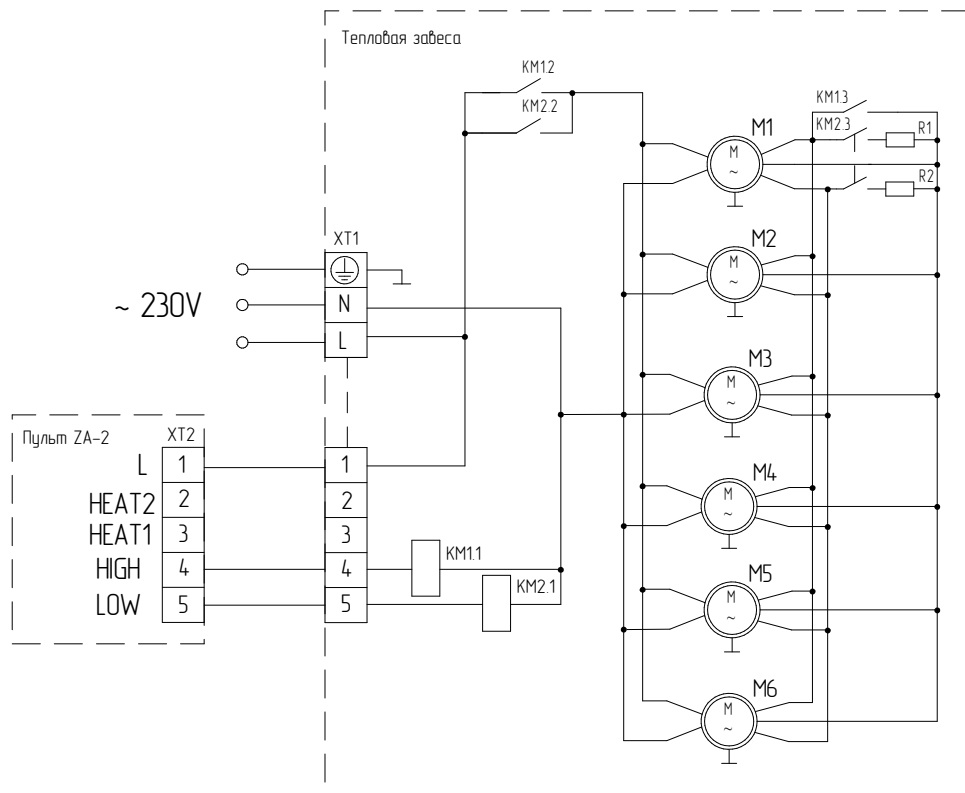 Тепловая завеса
KM1.2
KM2.2
KM1.3
KM2.3
R1
R2
M1
M
~
M2
M
~
M3
M
~
M4
M
~
M5
M
~
M6
M
~
XT1
N
L
~ 230V
Пульт ZA-2
XT2
L
1
1
HEAT2
2
2
HEAT1
3
3
HIGH
4
4
KM1.1
LOW
5
5
KM2.1